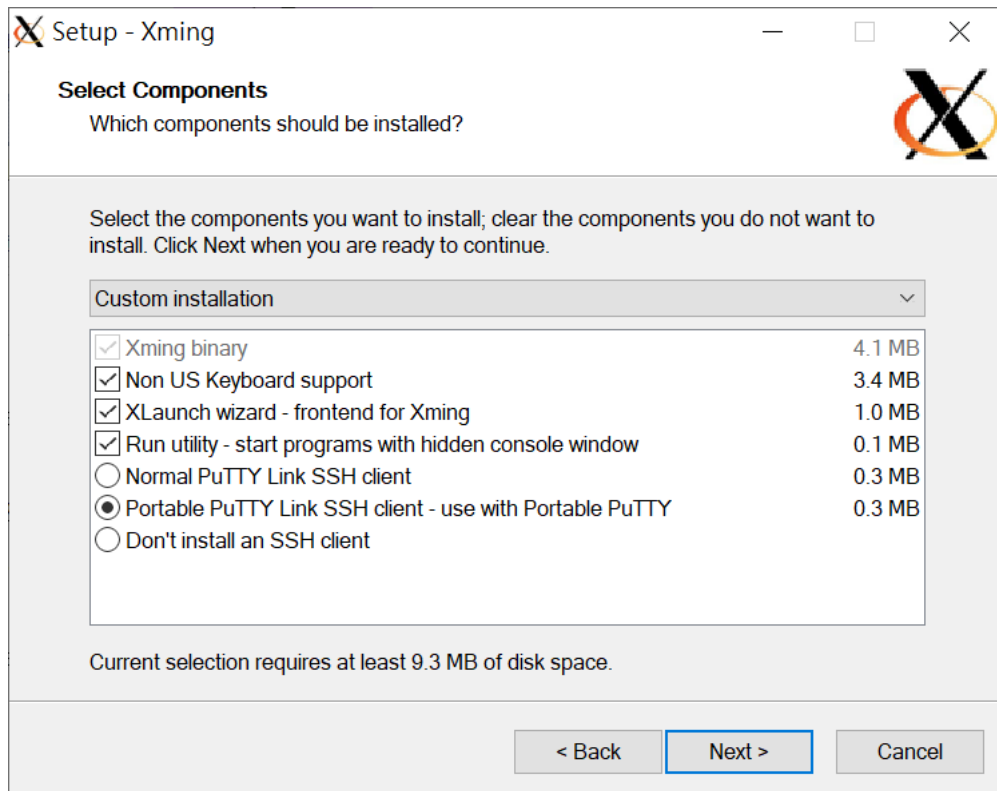 Setup - Xming
Select Components
Which components should be installed?
Select the components you want to install; clear the components you do not want to
install. Click Next when you are ready to continue.
Custom installation
Xming binary 4.1 MB
Non US Keyboard support 3.4 MB
XLaunch wizard - frontend for Xming 1.0 MB
Run utility - start programs with hidden console window 0.1 MB
Normal PuTTY Link SSH client 0.3 MB
Portable PuTTY Link SSH client - use with Portable PuTTY 0.3 MB
Don't install an SSH client
Current selection requires at least 9.3 MB of disk space.
< Back Next > Cancel